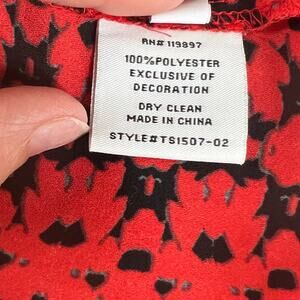 RN# 119897
100%POLYESTER
EXCLUSIVE OF
DECORATION
DRY CLEAN
MADE IN CHINA
STYLE#TS1507-02